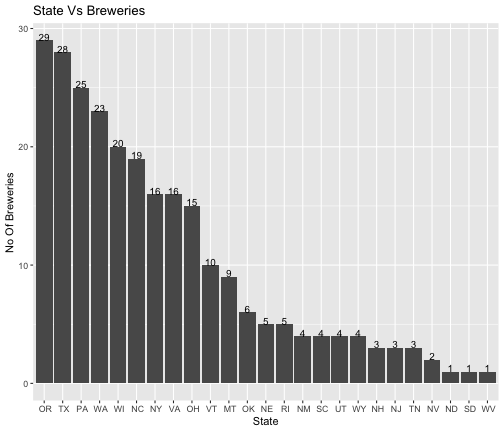 State Vs Breweries
No Of Breweries
30
20
10
0
29 28 25 23 20 19 16 16 15 10 9 6 5 5 4 4 4 4 3 3 3 2 1 1 1
OR TX PA WA WI NC NY VA OH VT MT OK NE RI NM SC UT WY NH NJ TN NV ND SD WV
State